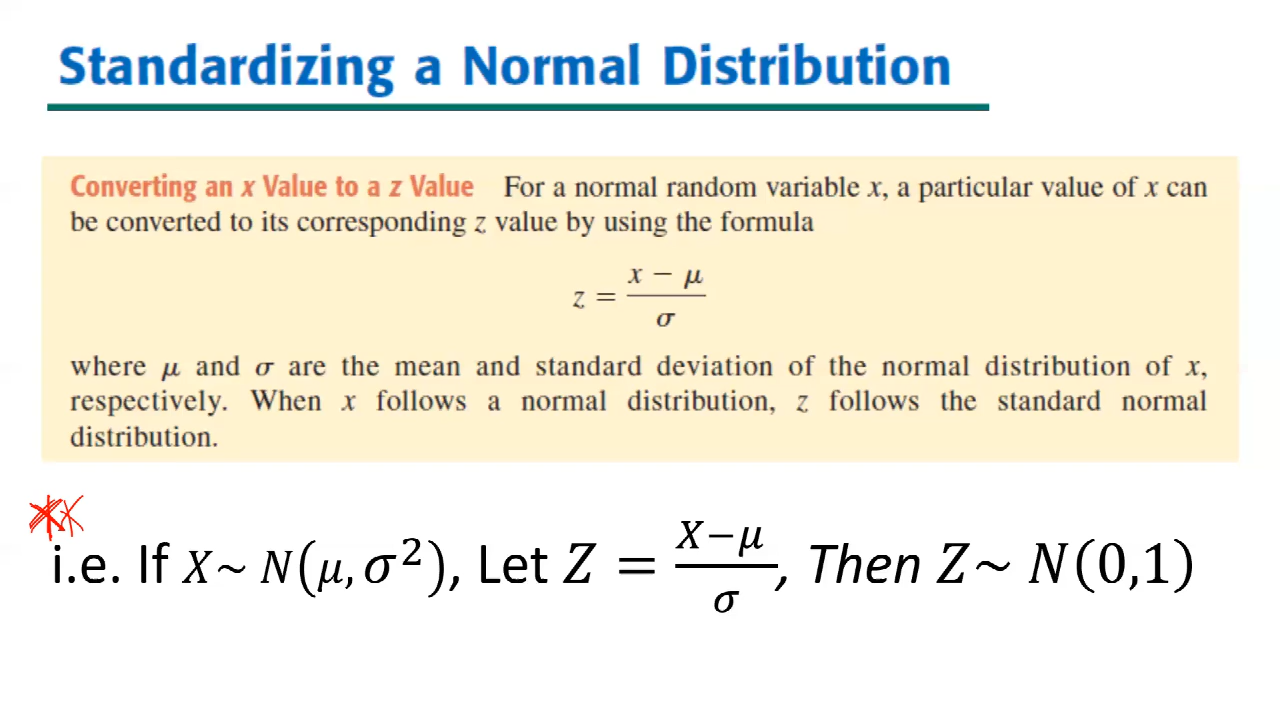 Standardizing a Normal Distribution
Converting an x Value to a z Value For a normal random variable x, a particular value of x can
be converted to its corresponding z value by using the formula
z = \frac{x - μ}{σ}
where μ and σ are the mean and standard deviation of the normal distribution of x,
respectively. When x follows a normal distribution, z follows the standard normal
distribution.
i.e. If X~ N(μ, σ²), Let Z = \frac{X-μ}{σ}, Then Z~ N(0,1)